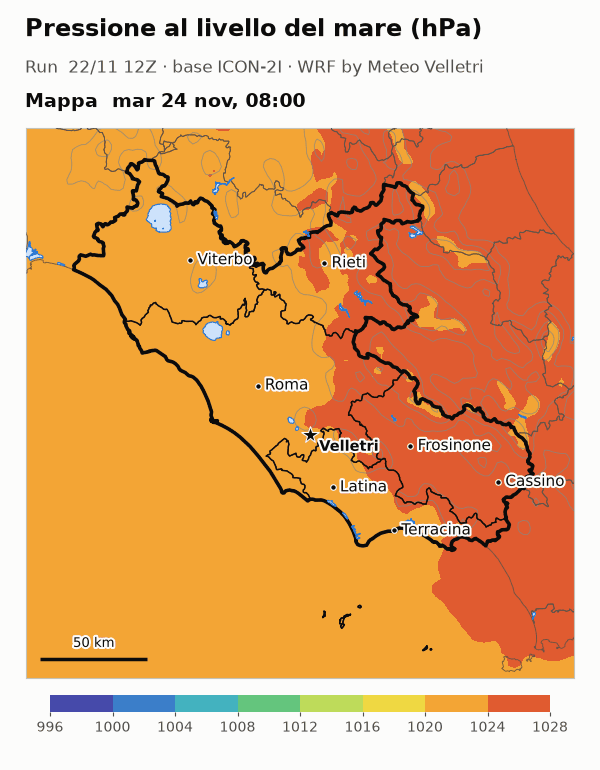 Pressione al livello del mare (hPa)
Run  22/11 12Z · base ICON-2I · WRF by Meteo Velletri
Mappa  mar 24 nov, 08:00
Viterbo
Rieti
Roma
Velletri
Frosinone
Latina
Cassino
Terracina
50 km
996 1000 1004 1008 1012 1016 1020 1024 1028